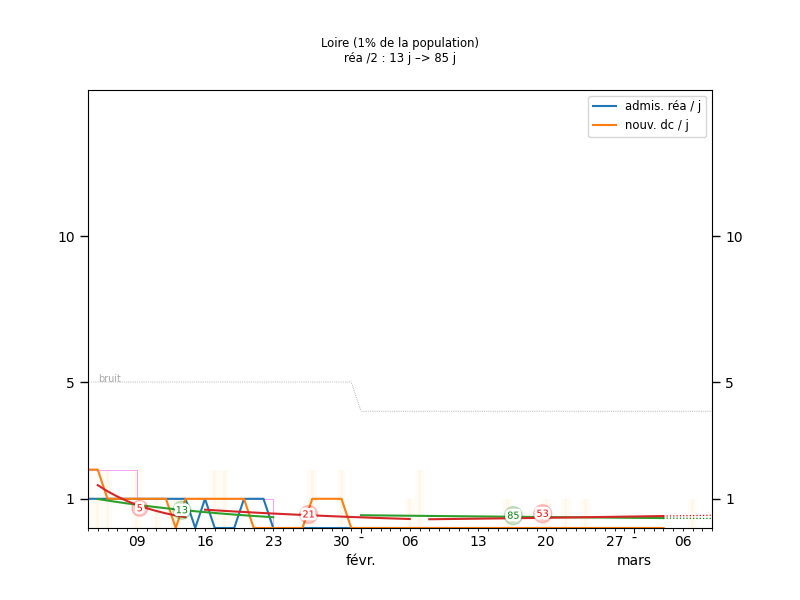 Loire (1% de la population)
réa /2 : 13 j –> 85 j
admis. réa / j
nouv. dc / j
10 10
bruit
5 5
1 1
5 13 21 85 53
09 16 23 30 - 06 13 20 27 - 06
févr. mars